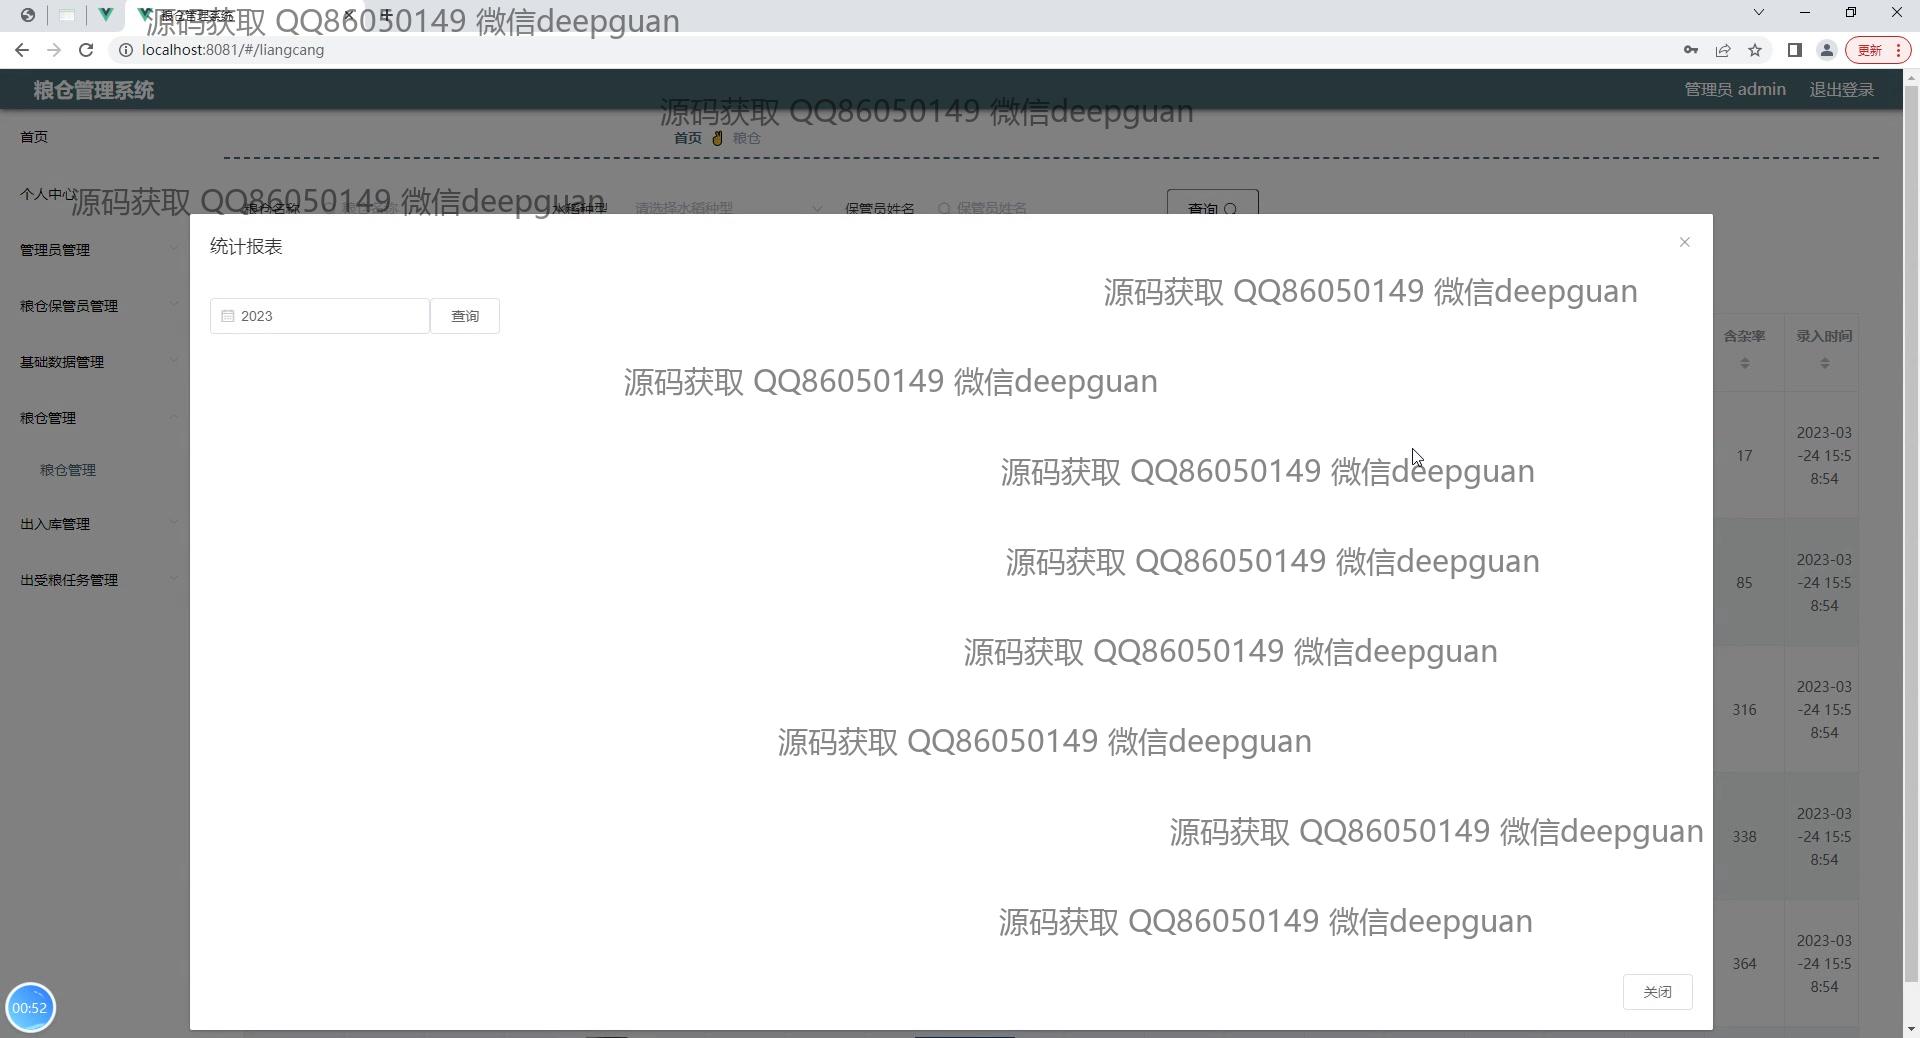 粮仓管理系统
源码获取 QQ86050149 微信deepguan
localhost:8081/#/liangcang
更新
粮仓管理系统
管理员 admin
退出登录
源码获取 QQ86050149 微信deepguan
首页
首页
粮仓
个人中心
源码获取 QQ86050149 微信deepguan
粮仓名称
粮仓名称
水稻种型
请选择水稻种型
保管员姓名
保管员姓名
查询
管理员管理
粮仓保管员管理
基础数据管理
粮仓管理
粮仓管理
出入库管理
出受粮任务管理
统计报表
源码获取 QQ86050149 微信deepguan
2023
查询
源码获取 QQ86050149 微信deepguan
源码获取 QQ86050149 微信deepguan
源码获取 QQ86050149 微信deepguan
源码获取 QQ86050149 微信deepguan
源码获取 QQ86050149 微信deepguan
源码获取 QQ86050149 微信deepguan
源码获取 QQ86050149 微信deepguan
关闭
含杂率
录入时间
17
2023-03
-24 15:5
8:54
85
2023-03
-24 15:5
8:54
316
2023-03
-24 15:5
8:54
338
2023-03
-24 15:5
8:54
364
2023-03
-24 15:5
8:54
00:52